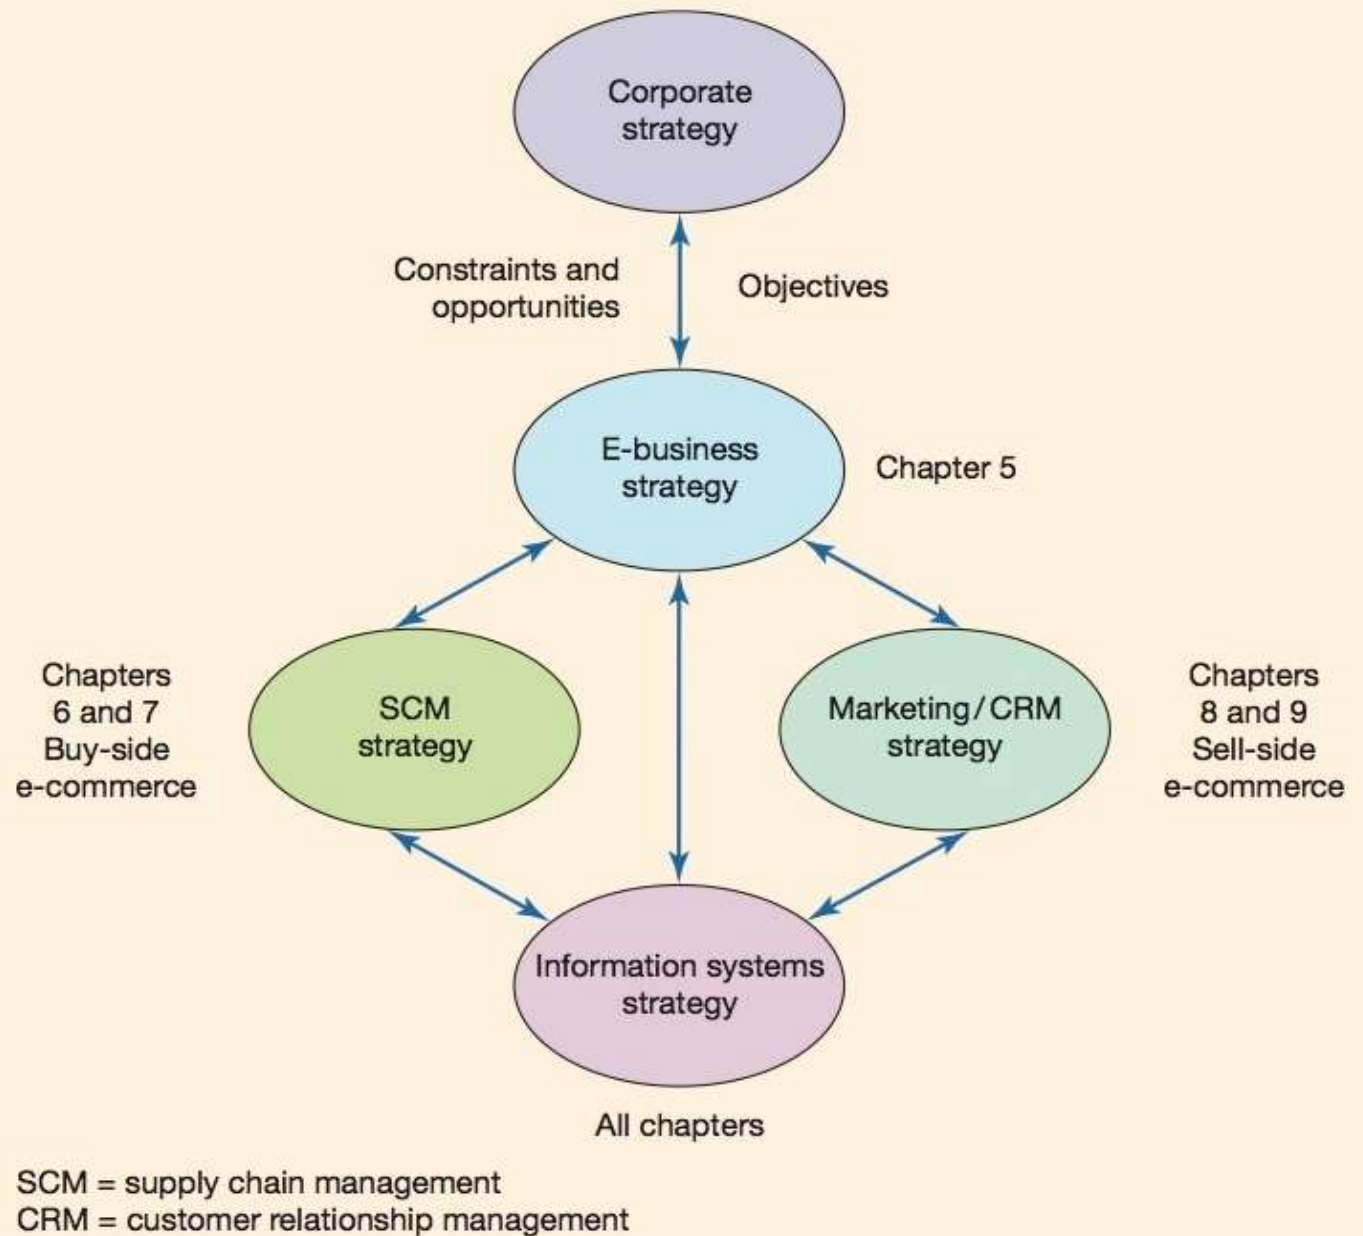 Corporate
strategy
Constraints and
opportunities
Objectives
E-business
strategy
Chapter 5
Chapters
6 and 7
Buy-side
e-commerce
SCM
strategy
Marketing/CRM
strategy
Chapters
8 and 9
Sell-side
e-commerce
Information systems
strategy
All chapters
SCM = supply chain management
CRM = customer relationship management